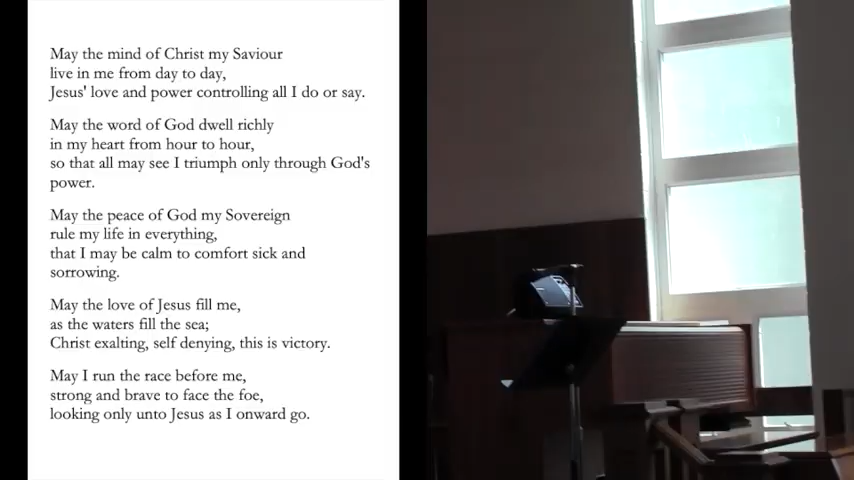 May the mind of Christ my Saviour
live in me from day to day,
Jesus' love and power controlling all I do or say.
May the word of God dwell richly
in my heart from hour to hour,
so that all may see I triumph only through God's
power.
May the peace of God my Sovereign
rule my life in everything,
that I may be calm to comfort sick and
sorrowing.
May the love of Jesus fill me,
as the waters fill the sea;
Christ exalting, self denying, this is victory.
May I run the race before me,
strong and brave to face the foe,
looking only unto Jesus as I onward go.